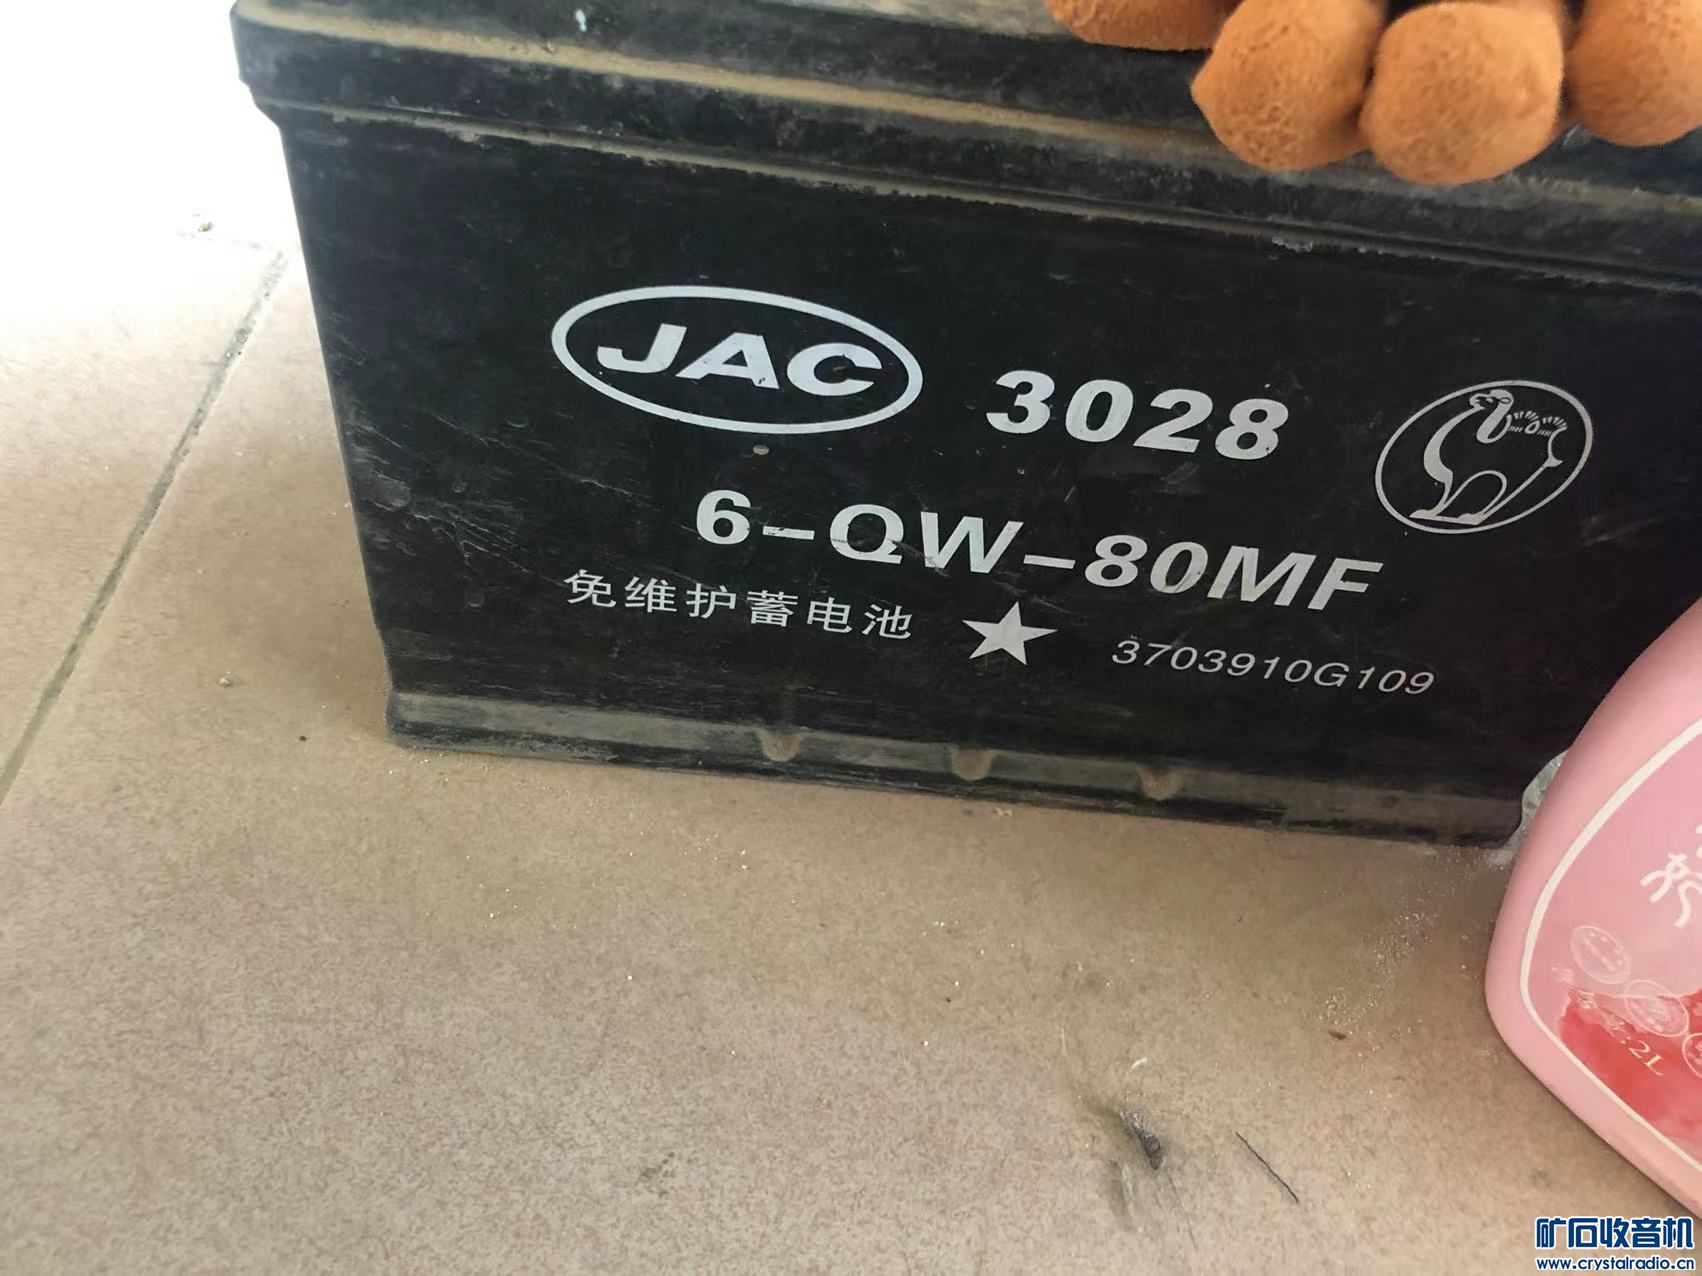 JAC 3028
6-QW-80MF
免维护蓄电池 ★ 3703910G109
:2L
矿石收音机
www.crystalradio.cn